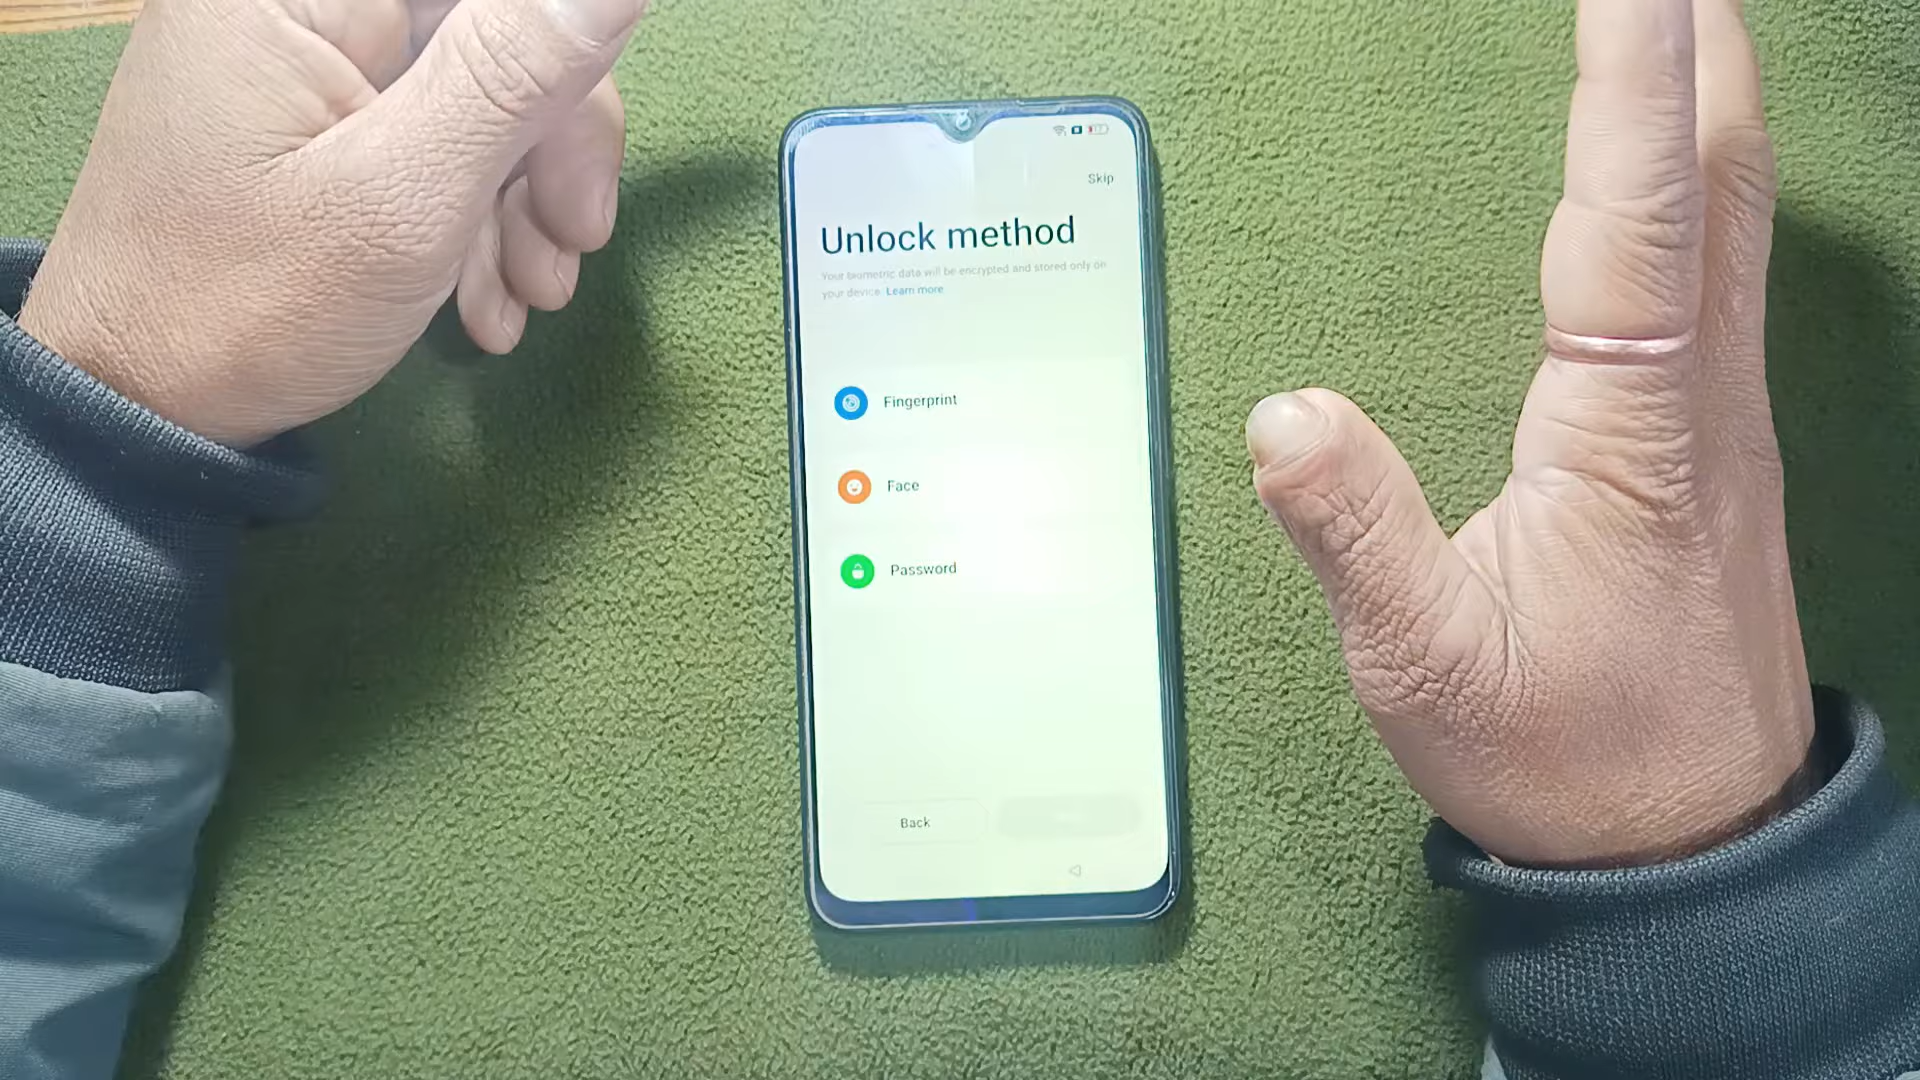 Skip
Unlock method
Your biometric data will be encrypted and stored only on
your device. Learn more
Fingerprint
Face
Password
Back